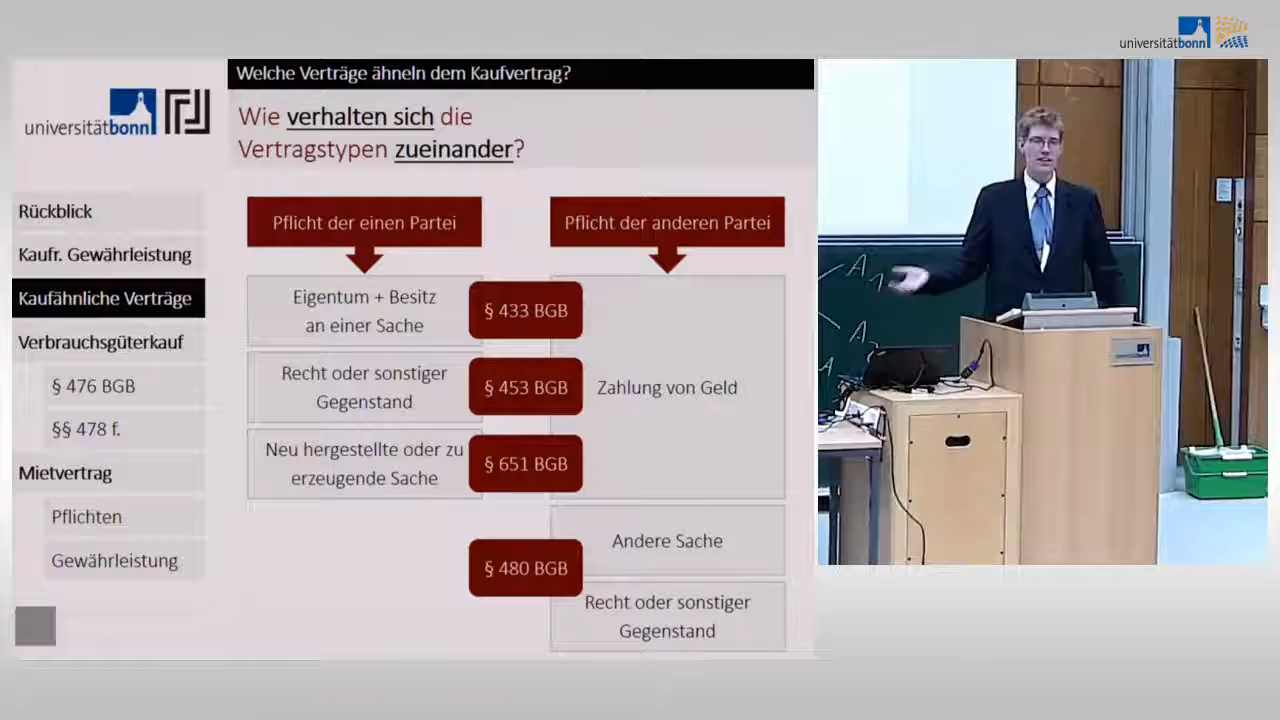 universitätbonn
Welche Verträge ähneln dem Kaufvertrag?
universitätbonn
Wie verhalten sich die
Vertragstypen zueinander?
Rückblick
Kaufr. Gewährleistung
Kaufähnliche Verträge
Verbrauchsgüterkauf
§ 476 BGB
§§ 478 f.
Mietvertrag
Pflichten
Gewährleistung
Pflicht der einen Partei
Pflicht der anderen Partei
Eigentum + Besitz
an einer Sache
§ 433 BGB
Recht oder sonstiger
Gegenstand
§ 453 BGB
Zahlung von Geld
Neu hergestellte oder zu
erzeugende Sache
§ 651 BGB
Andere Sache
§ 480 BGB
Recht oder sonstiger
Gegenstand
A
A